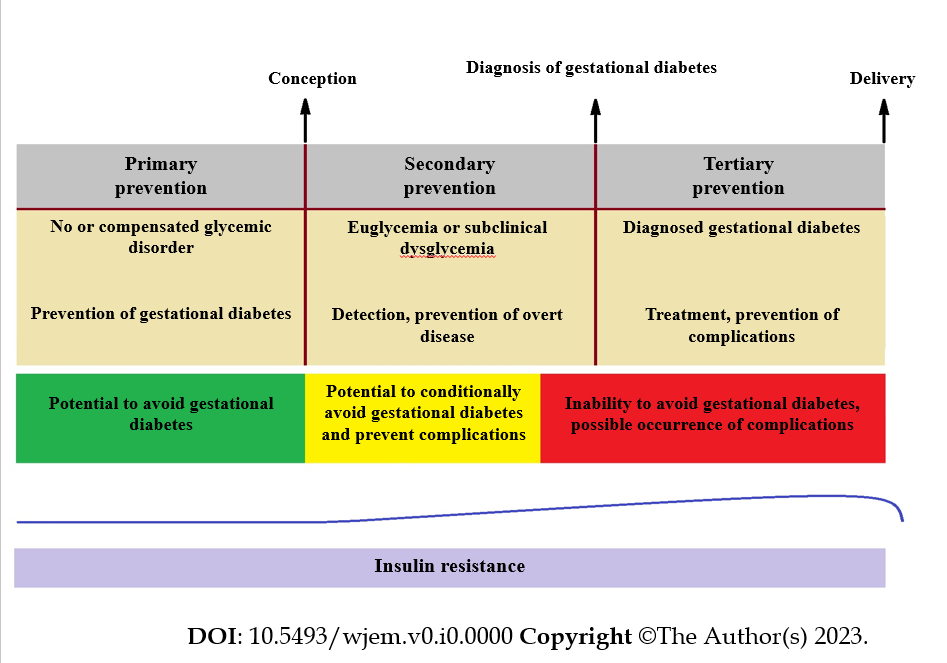 Conception
Diagnosis of gestational diabetes
Delivery
Primary
prevention
Secondary
prevention
Tertiary
prevention
No or compensated glycemic
disorder
Euglycemia or subclinical
dysglycemia
Diagnosed gestational diabetes
Prevention of gestational diabetes
Detection, prevention of overt
disease
Treatment, prevention of
complications
Potential to avoid gestational
diabetes
Potential to conditionally
avoid gestational diabetes
and prevent complications
Inability to avoid gestational diabetes,
possible occurrence of complications
Insulin resistance
DOI: 10.5493/wjem.v0.i0.0000 Copyright ©The Author(s) 2023.